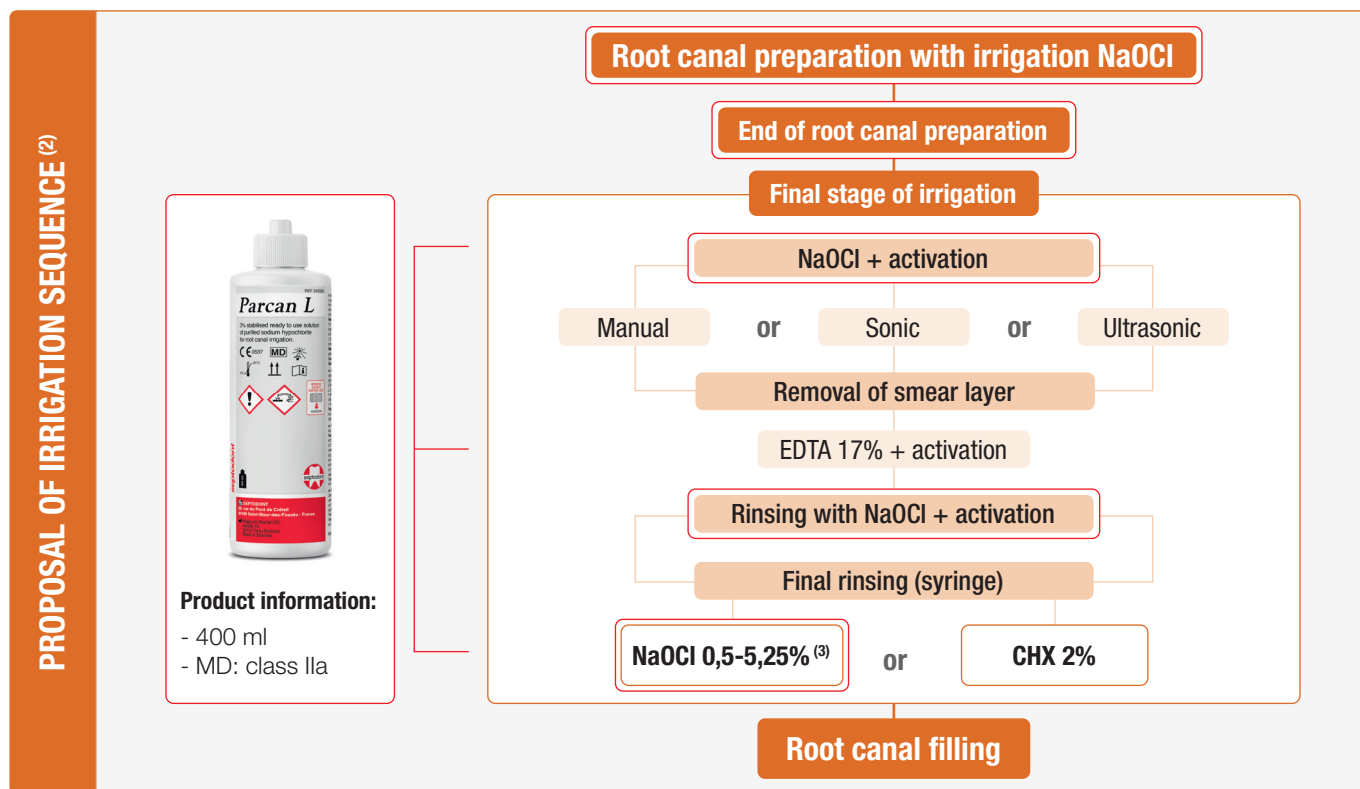 PROPOSAL OF IRRIGATION SEQUENCE (2)
Root canal preparation with irrigation NaOCl
End of root canal preparation
Final stage of irrigation
NaOCl + activation
Manual or Sonic or Ultrasonic
Removal of smear layer
EDTA 17% + activation
Rinsing with NaOCl + activation
Final rinsing (syringe)
NaOCl 0,5-5,25% (3) or CHX 2%
Root canal filling
Parcan L
3% stabilised ready to use solution
of purified sodium hypochlorite
for root canal irrigation.
CE 0537 MD
septodont
septodont
SEPTODONT
Product information:
- 400 ml
- MD: class IIa